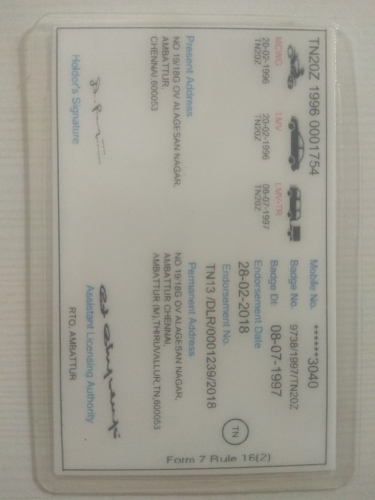 TN20Z 1996 0001754
MCWG
20-02-1996
TN20Z
LMV
20-02-1996
TN20Z
LMV-TR
08-07-1997
TN20Z
Mobile No. ******3040
Badge No. 9738/1997/TN20Z
Badge Dt: 08-07-1997
Endorsement Date
28-02-2018
Endorsement No.
TN13 /DLR/0001239/2018
TN
Present Address
NO 19/18G OV ALAGESAN NAGAR,
AMBATTUR,
CHENNAI 600053
Permanent Address
NO 19/18G OV ALAGESAN NAGAR,
AMBATTUR CHENNAI,
AMBATTUR (M),THIRUVALLUR,TN,600053
Holder's Signature
Assistant Licensing Authority
RTO, AMBATTUR
Form 7 Rule 16(2)